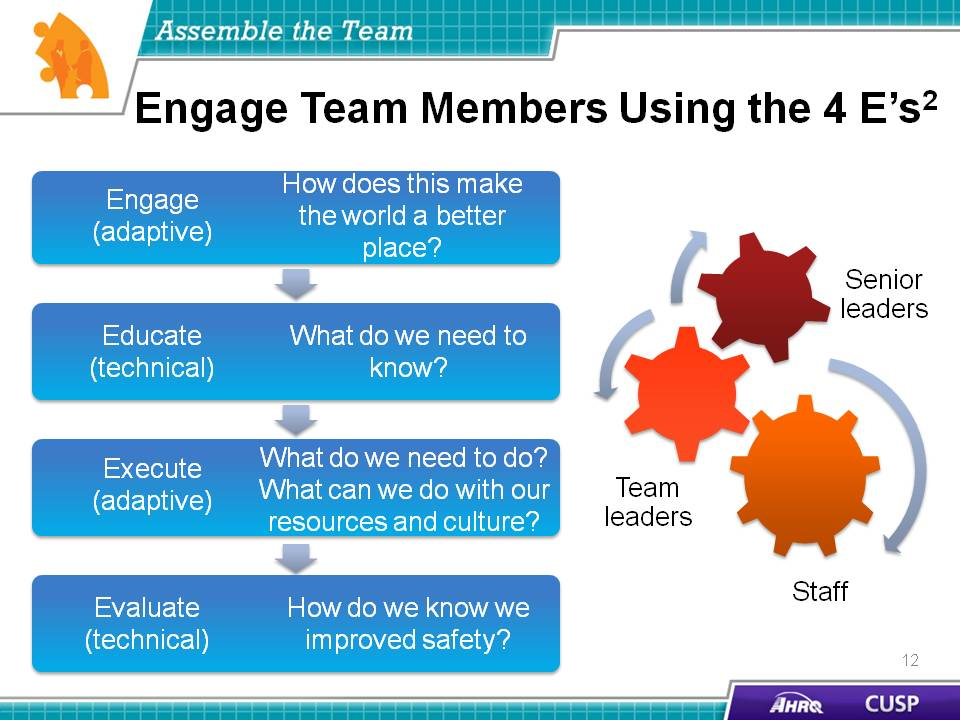 Assemble the Team
Engage Team Members Using the 4 E's²
Engage
(adaptive)
How does this make
the world a better
place?
Educate
(technical)
What do we need to
know?
Execute
(adaptive)
What do we need to do?
What can we do with our
resources and culture?
Evaluate
(technical)
How do we know we
improved safety?
Senior
leaders
Team
leaders
Staff
12
AHRQ
CUSP